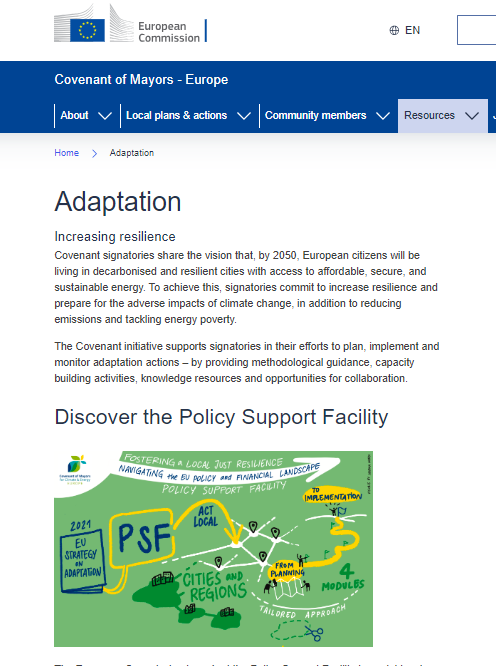 European
Commission
EN
Covenant of Mayors - Europe
About
Local plans & actions
Community members
Resources
Home
Adaptation
Adaptation
Increasing resilience
Covenant signatories share the vision that, by 2050, European citizens will be
living in decarbonised and resilient cities with access to affordable, secure, and
sustainable energy. To achieve this, signatories commit to increase resilience and
prepare for the adverse impacts of climate change, in addition to reducing
emissions and tackling energy poverty.
The Covenant initiative supports signatories in their efforts to plan, implement and
monitor adaptation actions – by providing methodological guidance, capacity
building activities, knowledge resources and opportunities for collaboration.
Discover the Policy Support Facility
Covenant of Mayors
for Climate & Energy
FOSTERING A LOCAL JUST RESILIENCE
NAVIGATING the EU POLICY and FINANCIAL LANDSCAPE
POLICY SUPPORT FACILITY
TO
IMPLEMENTATION
ACT
LOCAL
2021
EU
STRATEGY
on
ADAPTATION
PSF
FROM
PLANNING
CITIES AND
REGIONS
4
MODULES
TAILORED APPROACH